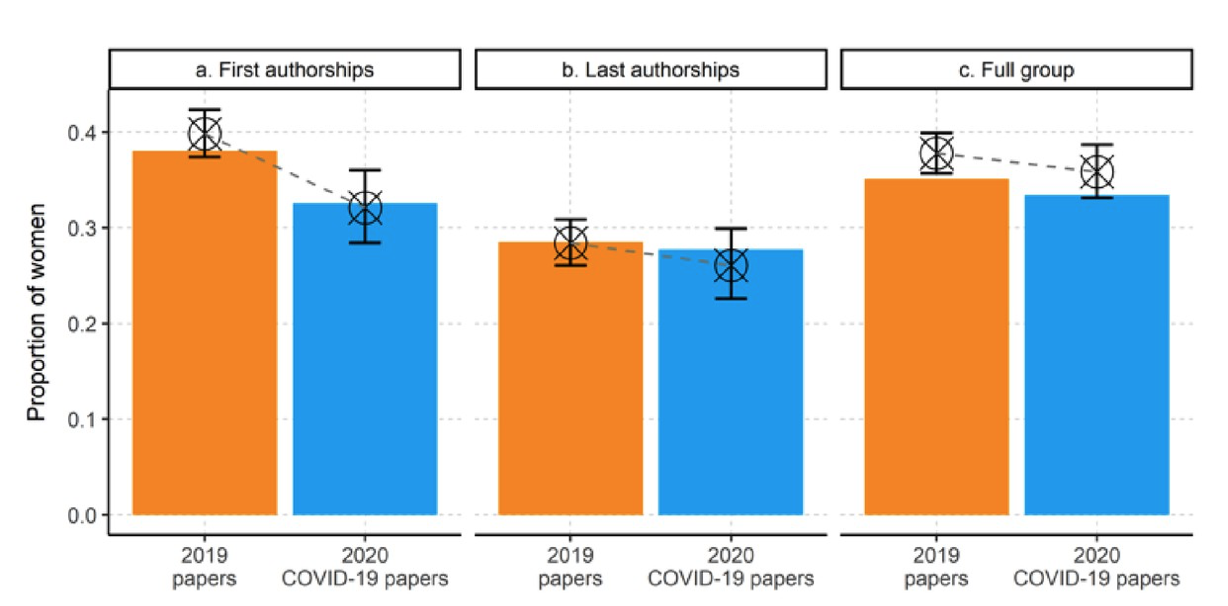 a. First authorships
b. Last authorships
c. Full group
Proportion of women
0.4
0.3
0.2
0.1
0.0
2019
papers
2020
COVID-19 papers
2019
papers
2020
COVID-19 papers
2019
papers
2020
COVID-19 papers